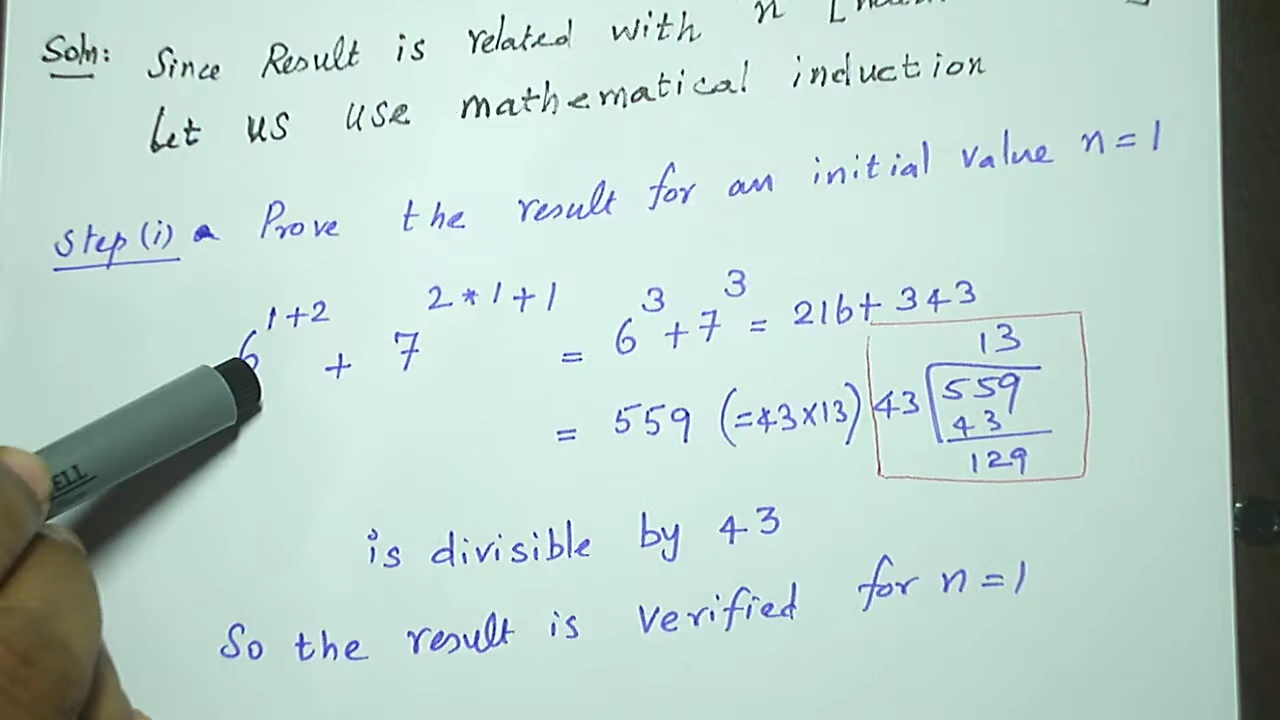 Soln: Since Result is related with n [
Let us use mathematical induction
Step (i) Prove the result for an initial value n = 1
6^(1+2) + 7^(2*1+1) = 6^3 + 7^3 = 216 + 343
13
= 559 (=43×13) 43 559
43
129
is divisible by 43
So the result is verified for n = 1
ELL